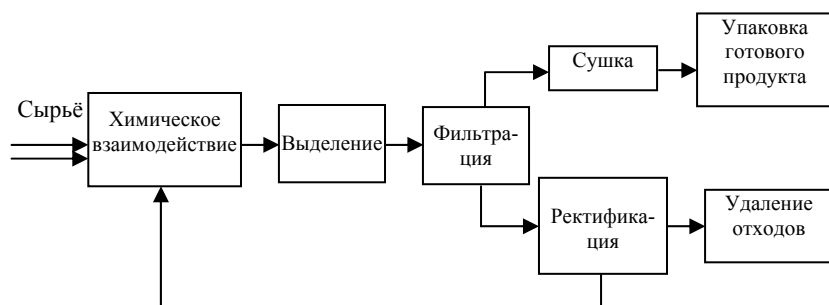 Сырьё
Химическое
взаимодействие
Выделение
Фильтра-
ция
Сушка
Упаковка
готового
продукта
Ректифика-
ция
Удаление
отходов